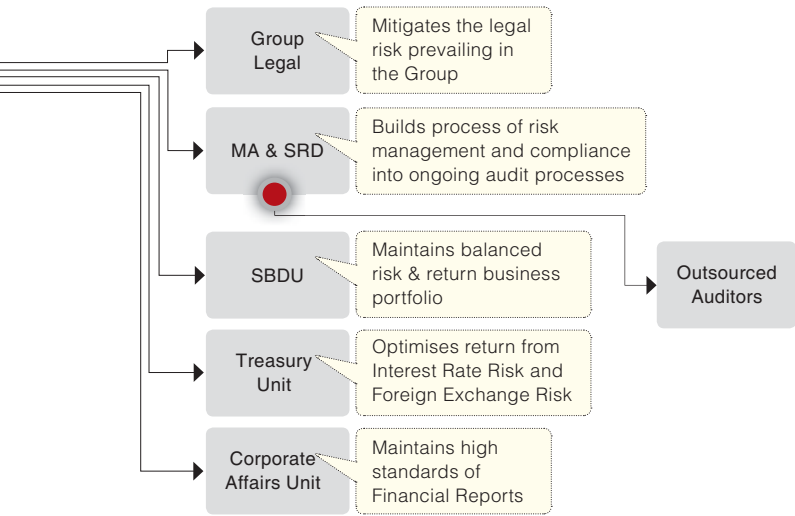 Group
Legal
Mitigates the legal
risk prevailing in
the Group
MA & SRD
Builds process of risk
management and compliance
into ongoing audit processes
SBDU
Maintains balanced
risk & return business
portfolio
Outsourced
Auditors
Treasury
Unit
Optimises return from
Interest Rate Risk and
Foreign Exchange Risk
Corporate
Affairs Unit
Maintains high
standards of
Financial Reports